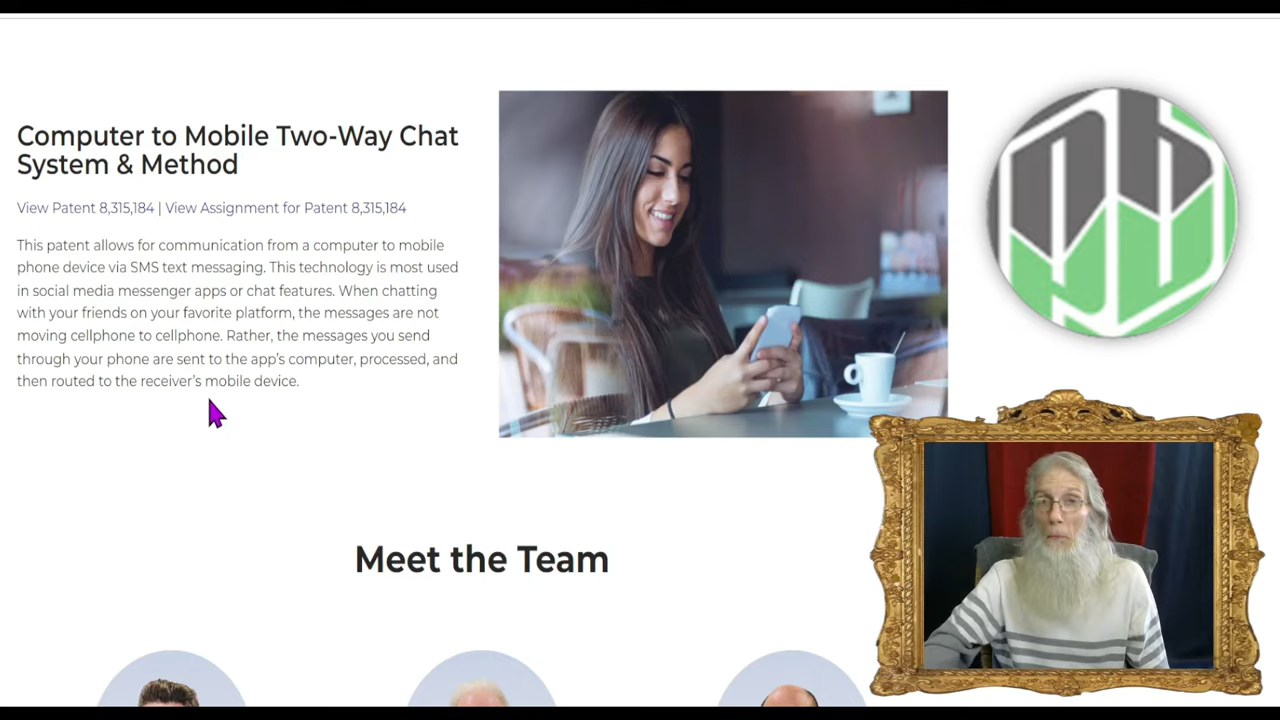 Computer to Mobile Two-Way Chat
System & Method
View Patent 8,315,184 | View Assignment for Patent 8,315,184
This patent allows for communication from a computer to mobile
phone device via SMS text messaging. This technology is most used
in social media messenger apps or chat features. When chatting
with your friends on your favorite platform, the messages are not
moving cellphone to cellphone. Rather, the messages you send
through your phone are sent to the app's computer, processed, and
then routed to the receiver's mobile device.
Meet the Team